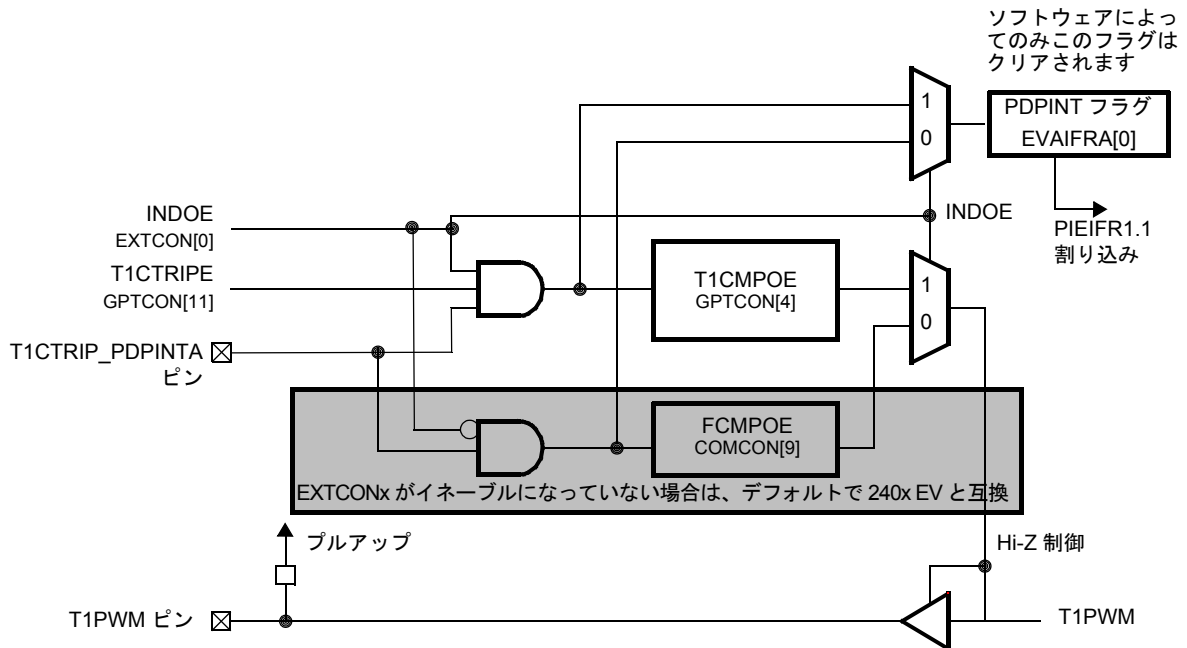 ソフトウェアによっ
てのみこのフラグは
クリアされます
1
0
PDPINT フラグ
EVAIFRA[0]
INDOE
EXTCON[0]
INDOE
PIEIFR1.1
割り込み
T1CTRIPE
GPTCON[11]
T1CMPOE
GPTCON[4]
1
0
T1CTRIP_PDPINTA
ピン
FCMPOE
COMCON[9]
EXTCONx がイネーブルになっていない場合は、デフォルトで 240x EV と互換
プルアップ
Hi-Z 制御
T1PWM ピン
T1PWM